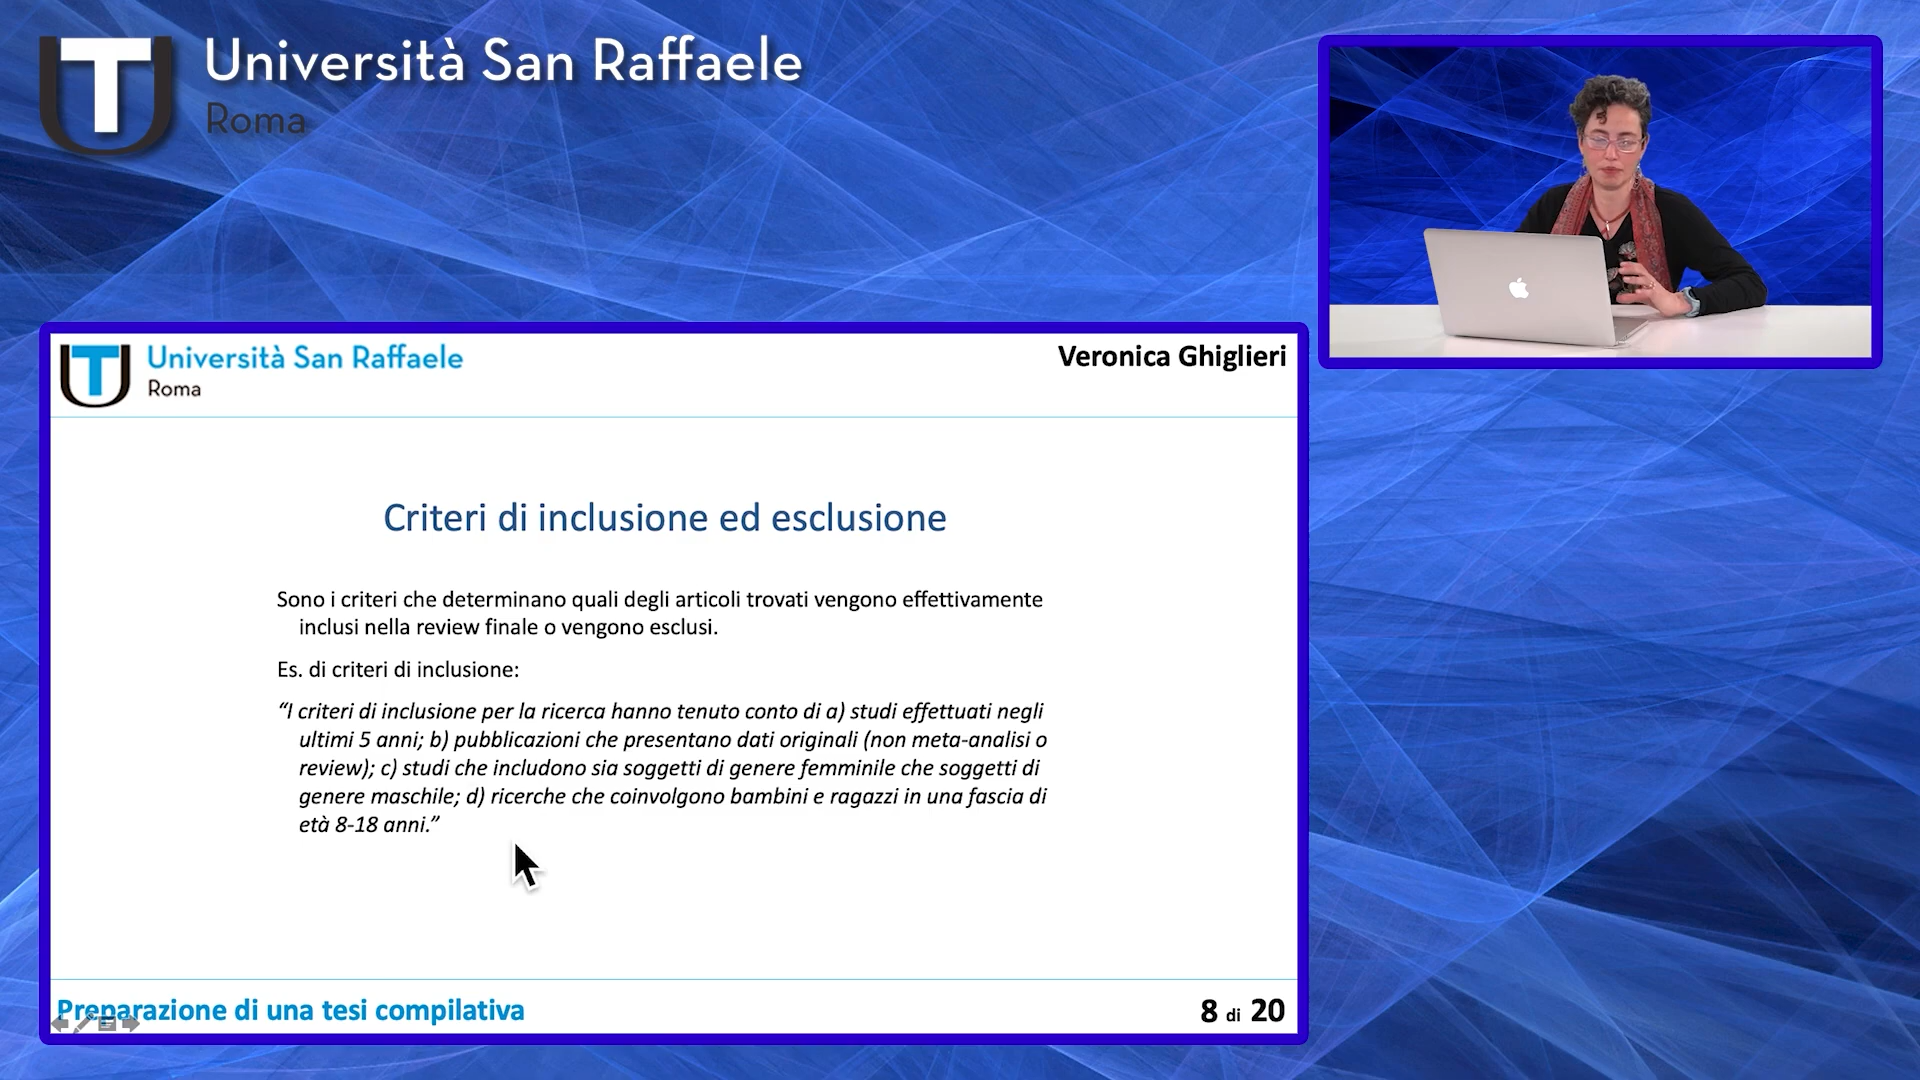 Università San Raffaele
Roma
Università San Raffaele
Roma
Veronica Ghiglieri
Criteri di inclusione ed esclusione
Sono i criteri che determinano quali degli articoli trovati vengono effettivamente
inclusi nella review finale o vengono esclusi.
Es. di criteri di inclusione:
“I criteri di inclusione per la ricerca hanno tenuto conto di a) studi effettuati negli
ultimi 5 anni; b) pubblicazioni che presentano dati originali (non meta-analisi o
review); c) studi che includono sia soggetti di genere femminile che soggetti di
genere maschile; d) ricerche che coinvolgono bambini e ragazzi in una fascia di
età 8-18 anni.”
Preparazione di una tesi compilativa
8 di 20